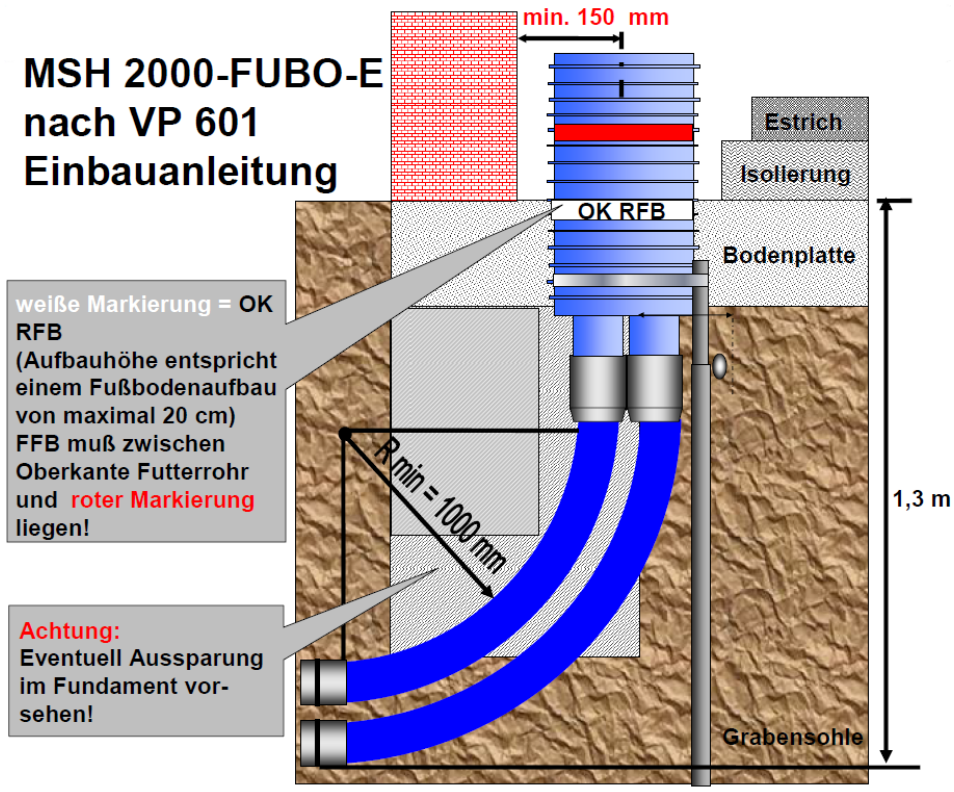 min. 150 mm
MSH 2000-FUBO-E
nach VP 601
Einbauanleitung
Estrich
Isolierung
OK RFB
Bodenplatte
weiße Markierung = OK
RFB
(Aufbauhöhe entspricht
einem Fußbodenaufbau
von maximal 20 cm)
FFB muß zwischen
Oberkante Futterrohr
und roter Markierung
liegen!
R min = 1000 mm
1,3 m
Achtung:
Eventuell Aussparung
im Fundament vor-
sehen!
Grabensohle